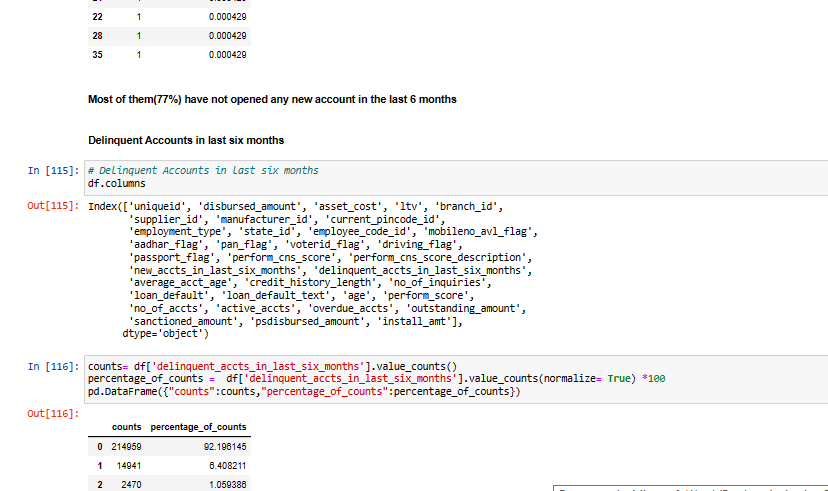 22 1 0.000429
28 1 0.000429
35 1 0.000429
Most of them(77%) have not opened any new account in the last 6 months
Delinquent Accounts in last six months
In [115]: # Delinquent Accounts in last six months
df.columns
Out[115]: Index(['uniqueid', 'disbursed_amount', 'asset_cost', 'ltv', 'branch_id',
'supplier_id', 'manufacturer_id', 'current_pincode_id',
'employment_type', 'state_id', 'employee_code_id', 'mobileno_avl_flag',
'aadhar_flag', 'pan_flag', 'voterid_flag', 'driving_flag',
'passport_flag', 'perform_cns_score', 'perform_cns_score_description',
'new_accts_in_last_six_months', 'delinquent_accts_in_last_six_months',
'average_acct_age', 'credit_history_length', 'no_of_inquiries',
'loan_default', 'loan_default_text', 'age', 'perform_score',
'no_of_accts', 'active_accts', 'overdue_accts', 'outstanding_amount',
'sanctioned_amount', 'psdisbursed_amount', 'install_amt'],
dtype='object')
In [116]: counts= df['delinquent_accts_in_last_six_months'].value_counts()
percentage_of_counts = df['delinquent_accts_in_last_six_months'].value_counts(normalize= True) *100
pd.DataFrame({"counts":counts,"percentage_of_counts":percentage_of_counts})
Out[116]:
counts percentage_of_counts
0 214959 92.196145
1 14941 6.408211
2 2470 1.059386